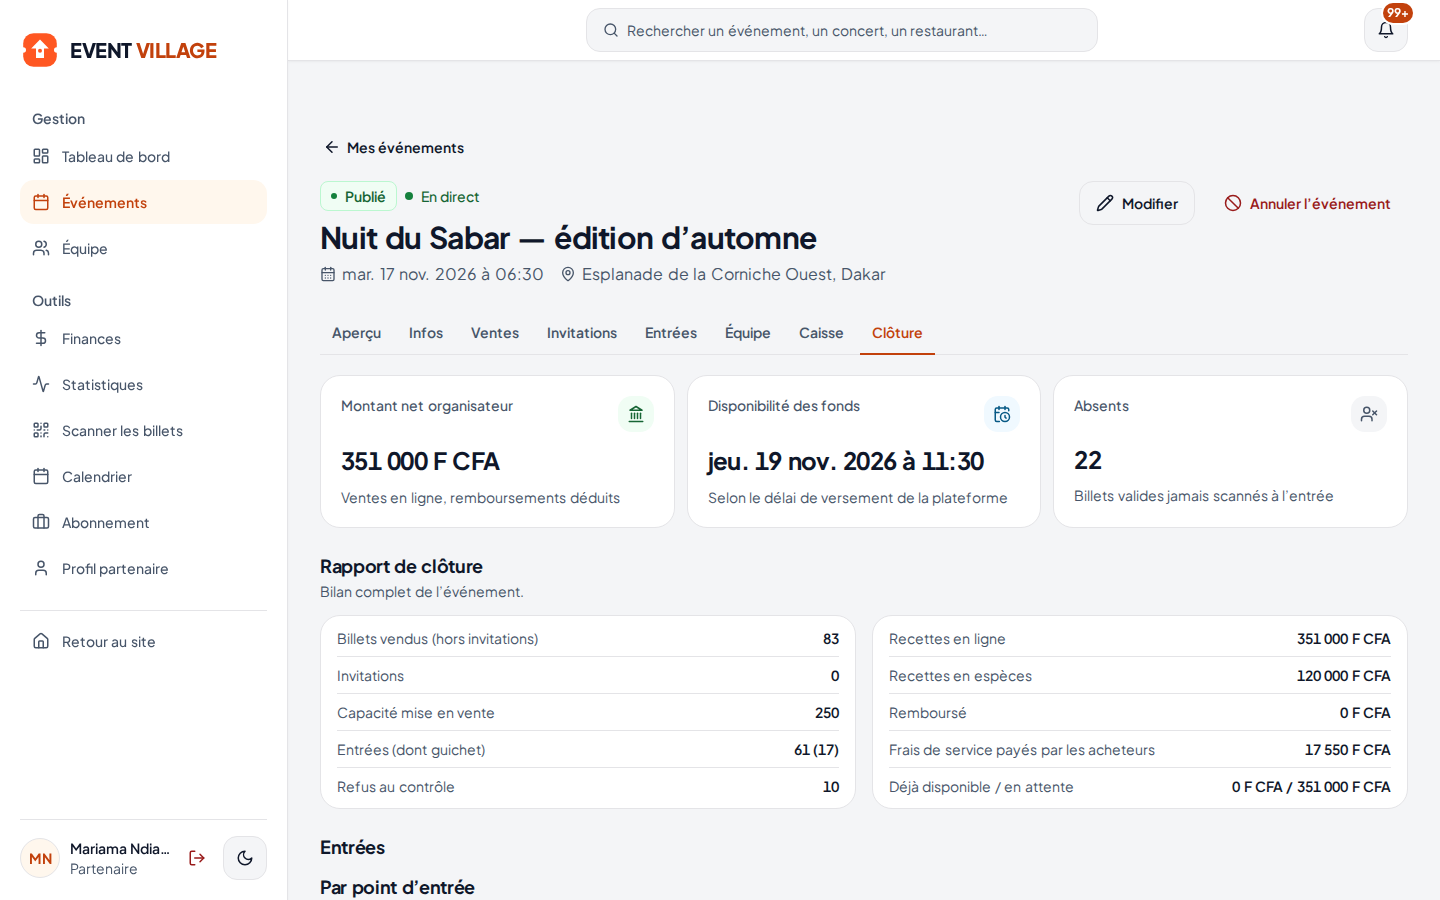 EVENT VILLAGE
Rechercher un événement, un concert, un restaurant...
99+
Gestion
Tableau de bord
Événements
Équipe
Outils
Finances
Statistiques
Scanner les billets
Calendrier
Abonnement
Profil partenaire
Retour au site
MN
Mariama Ndia...
Partenaire
Mes événements
Publié
En direct
Modifier
Annuler l’événement
Nuit du Sabar — édition d’automne
mar. 17 nov. 2026 à 06:30
Esplanade de la Corniche Ouest, Dakar
Aperçu
Infos
Ventes
Invitations
Entrées
Équipe
Caisse
Clôture
Montant net organisateur
351 000 F CFA
Ventes en ligne, remboursements déduits
Disponibilité des fonds
jeu. 19 nov. 2026 à 11:30
Selon le délai de versement de la plateforme
Absents
22
Billets valides jamais scannés à l’entrée
Rapport de clôture
Bilan complet de l’événement.
Billets vendus (hors invitations) 83
Invitations 0
Capacité mise en vente 250
Entrées (dont guichet) 61 (17)
Refus au contrôle 10
Recettes en ligne 351 000 F CFA
Recettes en espèces 120 000 F CFA
Remboursé 0 F CFA
Frais de service payés par les acheteurs 17 550 F CFA
Déjà disponible / en attente 0 F CFA / 351 000 F CFA
Entrées
Par point d’entrée